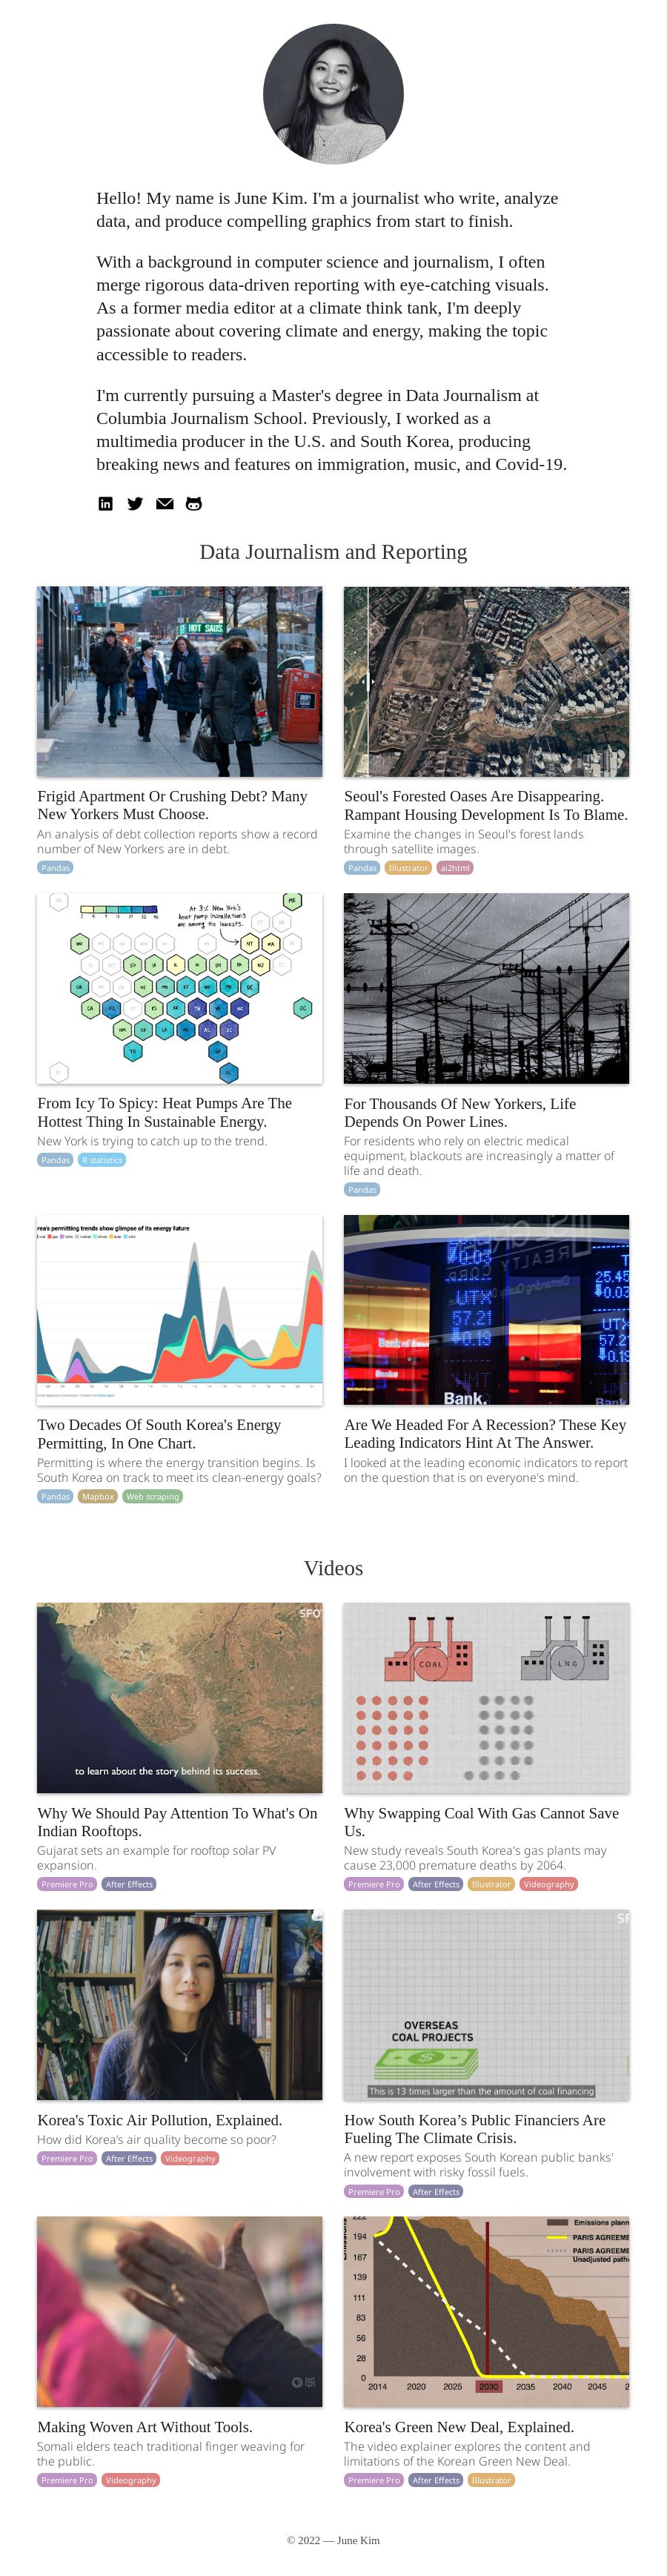 Hello! My name is June Kim. I'm a journalist who write, analyze
data, and produce compelling graphics from start to finish.
With a background in computer science and journalism, I often
merge rigorous data-driven reporting with eye-catching visuals.
As a former media editor at a climate think tank, I'm deeply
passionate about covering climate and energy, making the topic
accessible to readers.
I'm currently pursuing a Master's degree in Data Journalism at
Columbia Journalism School. Previously, I worked as a
multimedia producer in the U.S. and South Korea, producing
breaking news and features on immigration, music, and Covid-19.
Data Journalism and Reporting
HOT SAUS
Frigid Apartment Or Crushing Debt? Many
New Yorkers Must Choose.
An analysis of debt collection reports show a record
number of New Yorkers are in debt.
Pandas
Seoul's Forested Oases Are Disappearing.
Rampant Housing Development Is To Blame.
Examine the changes in Seoul's forest lands
through satellite images.
Pandas Illustrator ai2html
At 3% New York's
heat pump installations
are among the lowests.
From Icy To Spicy: Heat Pumps Are The
Hottest Thing In Sustainable Energy.
New York is trying to catch up to the trend.
Pandas R statistics
For Thousands Of New Yorkers, Life
Depends On Power Lines.
For residents who rely on electric medical
equipment, blackouts are increasingly a matter of
life and death.
Pandas
rea's permitting trends show glimpse of its energy future
Two Decades Of South Korea's Energy
Permitting, In One Chart.
Permitting is where the energy transition begins. Is
South Korea on track to meet its clean-energy goals?
Pandas Mapbox Web scraping
REALTY
CORP
UTX
57.21
0.19
25.45
0.03
UTX
57.2
0.19
Bank of Ame
Bank.
Are We Headed For A Recession? These Key
Leading Indicators Hint At The Answer.
I looked at the leading economic indicators to report
on the question that is on everyone's mind.
Videos
SFO
to learn about the story behind its success.
Why We Should Pay Attention To What's On
Indian Rooftops.
Gujarat sets an example for rooftop solar PV
expansion.
Premiere Pro After Effects
COAL
LNG
Why Swapping Coal With Gas Cannot Save
Us.
New study reveals South Korea's gas plants may
cause 23,000 premature deaths by 2064.
Premiere Pro After Effects Illustrator Videography
Korea's Toxic Air Pollution, Explained.
How did Korea’s air quality become so poor?
Premiere Pro After Effects Videography
SF
OVERSEAS
COAL PROJECTS
This is 13 times larger than the amount of coal financing
How South Korea’s Public Financiers Are
Fueling The Climate Crisis.
A new report exposes South Korean public banks'
involvement with risky fossil fuels.
Premiere Pro After Effects
tpt
Making Woven Art Without Tools.
Somali elders teach traditional finger weaving for
the public.
Premiere Pro Videography
Emissions
222
194
167
139
111
83
56
28
0
2014 2020 2025 2030 2035 2040 2045 2
Emissions plann
PARIS AGREEME
PARIS AGREEME
Unadjusted path
Korea's Green New Deal, Explained.
The video explainer explores the content and
limitations of the Korean Green New Deal.
Premiere Pro After Effects Illustrator
© 2022 — June Kim